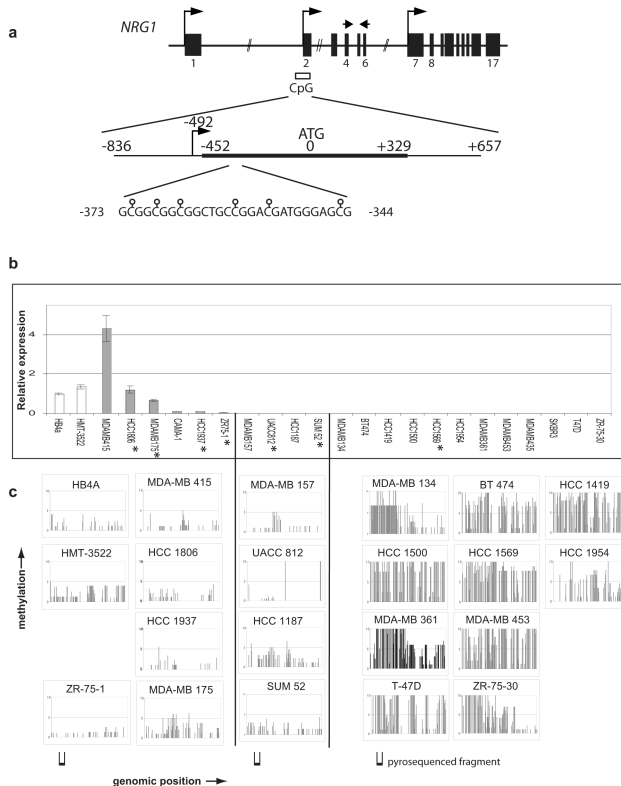 a
NRG1
// // //
1 2 4 6 7 8 17
CpG
-492
ATG
-836 -452 0 +329 +657
-373 GCGGCGGCGGCTGCCGGACGATGGGAGCG -344
b
Relative expression
4
2
0
HB4a
HMT-3522
MDAMB415
HCC1806 *
MDAMB175 *
CAMA-1
HCC1937 *
ZR75-1 *
MDAMB157
UACC812 *
HCC1187
SUM 52 *
MDAMB134
BT474
HCC1419
HCC1500
HCC1569 *
HCC1954
MDAMB361
MDAMB453
MDAMB435
SKBR3
T47D
ZR-75-30
c
methylation
HB4A MDA-MB 415 MDA-MB 157 MDA-MB 134 BT 474 HCC 1419
HMT-3522 HCC 1806 UACC 812 HCC 1500 HCC 1569 HCC 1954
HCC 1937 HCC 1187 MDA-MB 361 MDA-MB 453
ZR-75-1 MDA-MB 175 SUM 52 T-47D ZR-75-30
pyrosequenced fragment
genomic position